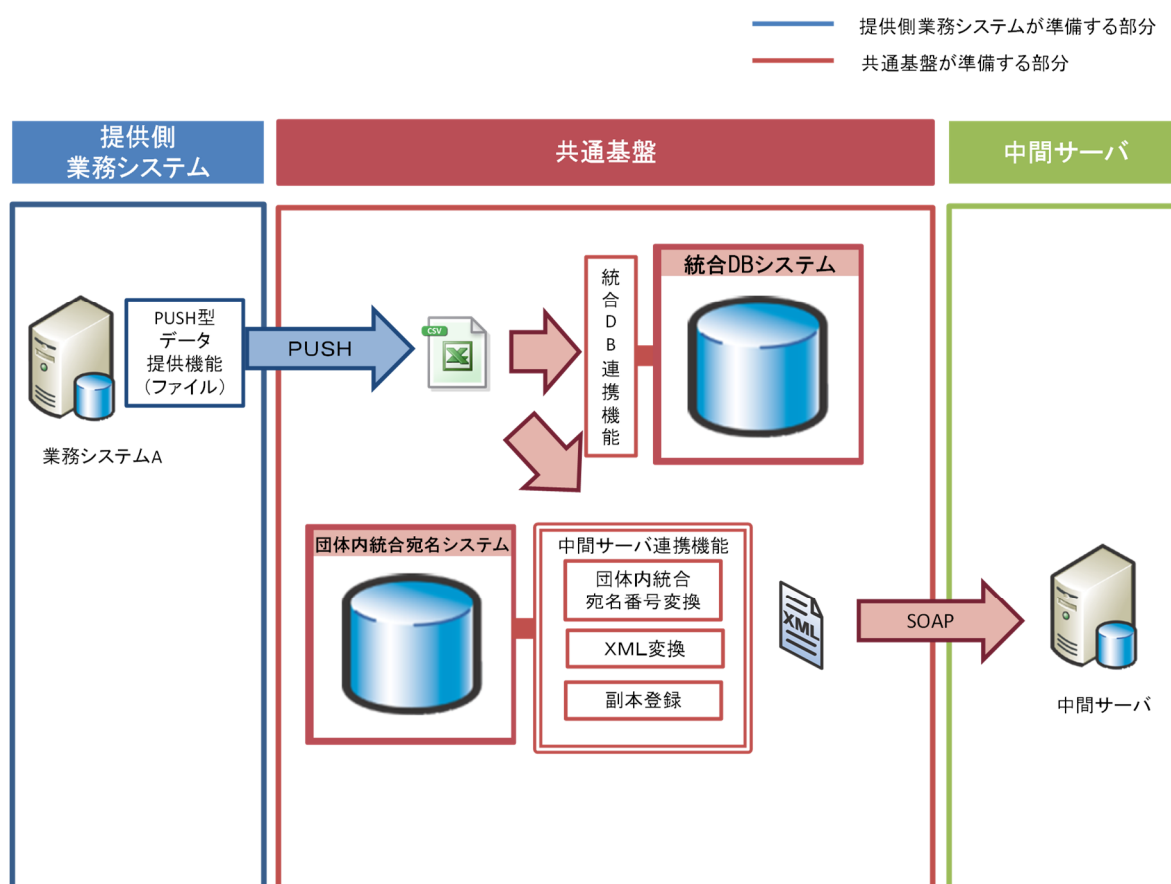 提供側業務システムが準備する部分
共通基盤が準備する部分
提供側
業務システム
共通基盤
中間サーバ
PUSH型
データ
提供機能
（ファイル）
業務システムA
PUSH
CSV
統合DB連携機能
統合DBシステム
団体内統合宛名システム
中間サーバ連携機能
団体内統合
宛名番号変換
XML変換
副本登録
XML
SOAP
中間サーバ